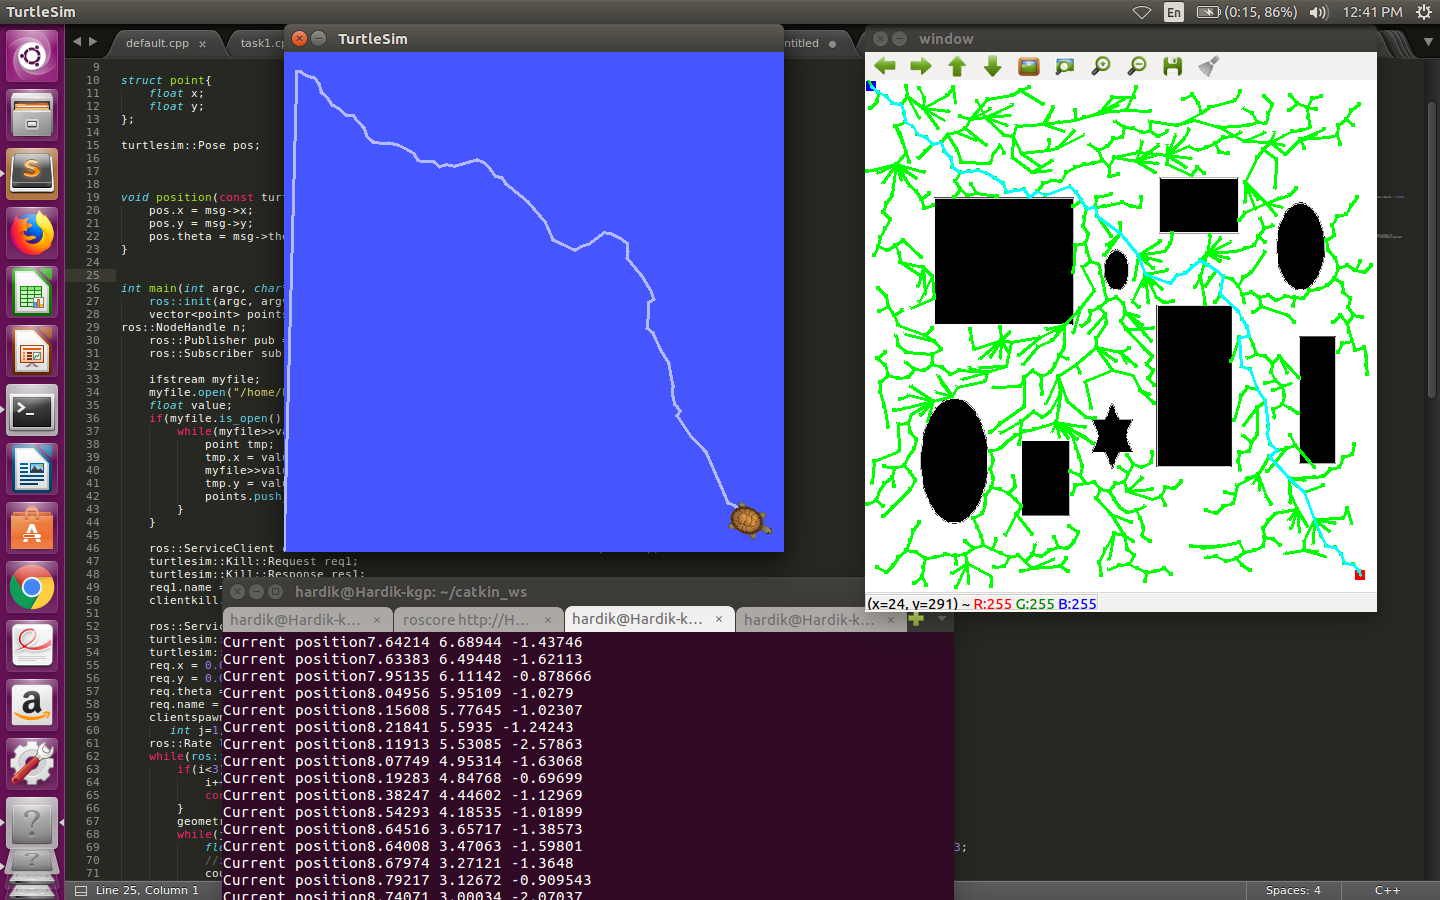 TurtleSim
En
(0:15, 86%)
12:41 PM
default.cpp ×
task1.cp
ntitled
9
10 struct point{
11 float x;
12 float y;
13 };
14
15 turtlesim::Pose pos;
16
17
18
19 void position(const turt
20 pos.x = msg->x;
21 pos.y = msg->y;
22 pos.theta = msg->the
23 }
24
25
26 int main(int argc, char
27 ros::init(argc, argv
28 vector<point> points
29 ros::NodeHandle n;
30 ros::Publisher pub =
31 ros::Subscriber sub
32
33 ifstream myfile;
34 myfile.open("/home/
35 float value;
36 if(myfile.is_open()
37 while(myfile>>va
38 point tmp;
39 tmp.x = valu
40 myfile>>valu
41 tmp.y = valu
42 points.push
43 }
44 }
45
46 ros::ServiceClient
47 turtlesim::Kill::Request req1;
48 turtlesim::Kill::Response res1;
49 req1.name =
50 clientkill.
51
52 ros::Servi
53 turtlesim:
54 turtlesim:
55 req.x = 0.0
56 req.y = 0.0
57 req.theta =
58 req.name =
59 clientspawn
60 int j=1,
61 ros::Rate l
62 while(ros::
63 if(i<3)
64 i+
65 con
66 }
67 geometr
68 while(j
69 flo
70 //
71 cou
3;
TurtleSim
window
(x=24, y=291) ~ R:255 G:255 B:255
hardik@Hardik-kgp: ~/catkin_ws
hardik@Hardik-k... ×
roscore http://H... ×
hardik@Hardik-k... ×
hardik@Hardik-k... ×
Current position7.64214 6.68944 -1.43746
Current position7.63383 6.49448 -1.62113
Current position7.95135 6.11142 -0.878666
Current position8.04956 5.95109 -1.0279
Current position8.15608 5.77645 -1.02307
Current position8.21841 5.5935 -1.24243
Current position8.11913 5.53085 -2.57863
Current position8.07749 4.95314 -1.63068
Current position8.19283 4.84768 -0.69699
Current position8.38247 4.44602 -1.12969
Current position8.54293 4.18535 -1.01899
Current position8.64516 3.65717 -1.38573
Current position8.64008 3.47063 -1.59801
Current position8.67974 3.27121 -1.3648
Current position8.79217 3.12672 -0.909543
Current position8.74071 3.00034 -2.07037
Line 25, Column 1
Spaces: 4
C++